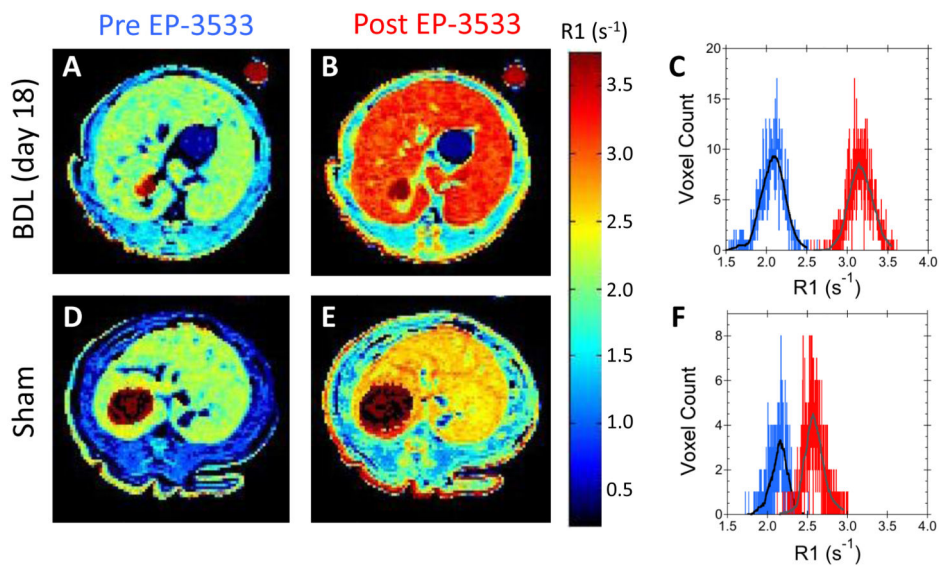 Pre EP-3533
Post EP-3533
R1 (s⁻¹)
BDL (day 18)
A
B
3.5
3.0
2.5
2.0
1.5
1.0
0.5
C
Voxel Count
20
15
10
5
0
1.5 2.0 2.5 3.0 3.5 4.0
R1 (s⁻¹)
Sham
D
E
F
Voxel Count
8
6
4
2
0
1.5 2.0 2.5 3.0 3.5 4.0
R1 (s⁻¹)